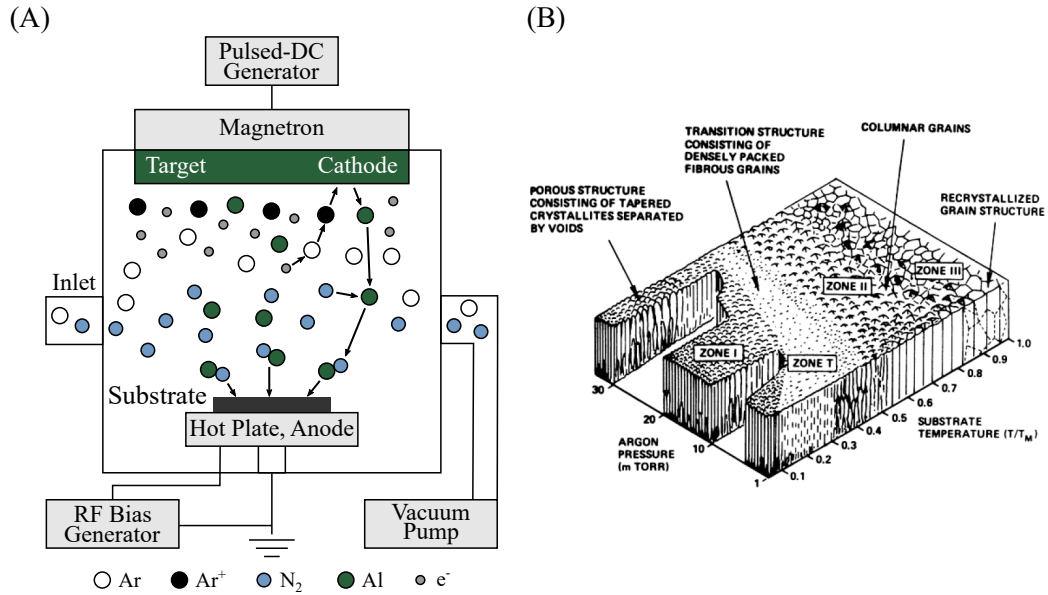 (A)
Pulsed-DC
Generator
Magnetron
Target Cathode
Inlet
Substrate
Hot Plate, Anode
RF Bias
Generator
Vacuum
Pump
Ar Ar+ N2 Al e-
(B)
POROUS STRUCTURE
CONSISTING OF TAPERED
CRYSTALLITES SEPARATED
BY VOIDS
TRANSITION STRUCTURE
CONSISTING OF
DENSELY PACKED
FIBROUS GRAINS
COLUMNAR GRAINS
RECRYSTALLIZED
GRAIN STRUCTURE
ZONE III
ZONE II
ZONE I
ZONE T
30
20
10
1
ARGON
PRESSURE
(m TORR)
0.1
0.2
0.3
0.4
0.5
0.6
0.7
0.8
0.9
1.0
SUBSTRATE
TEMPERATURE (T/TM)